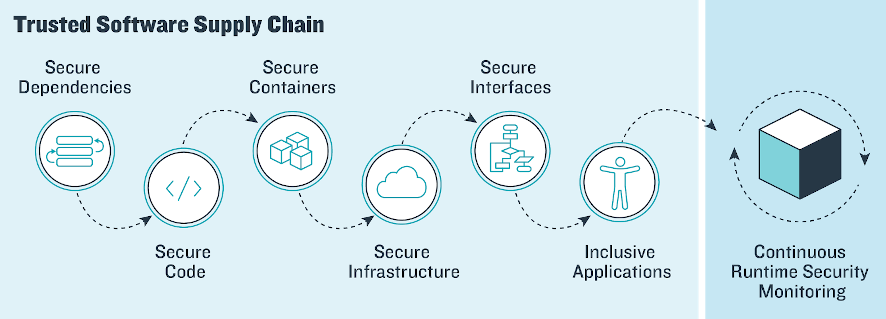 Trusted Software Supply Chain
Secure
Dependencies
</>
Secure
Code
Secure
Containers
Secure
Infrastructure
Secure
Interfaces
Inclusive
Applications
Continuous
Runtime Security
Monitoring